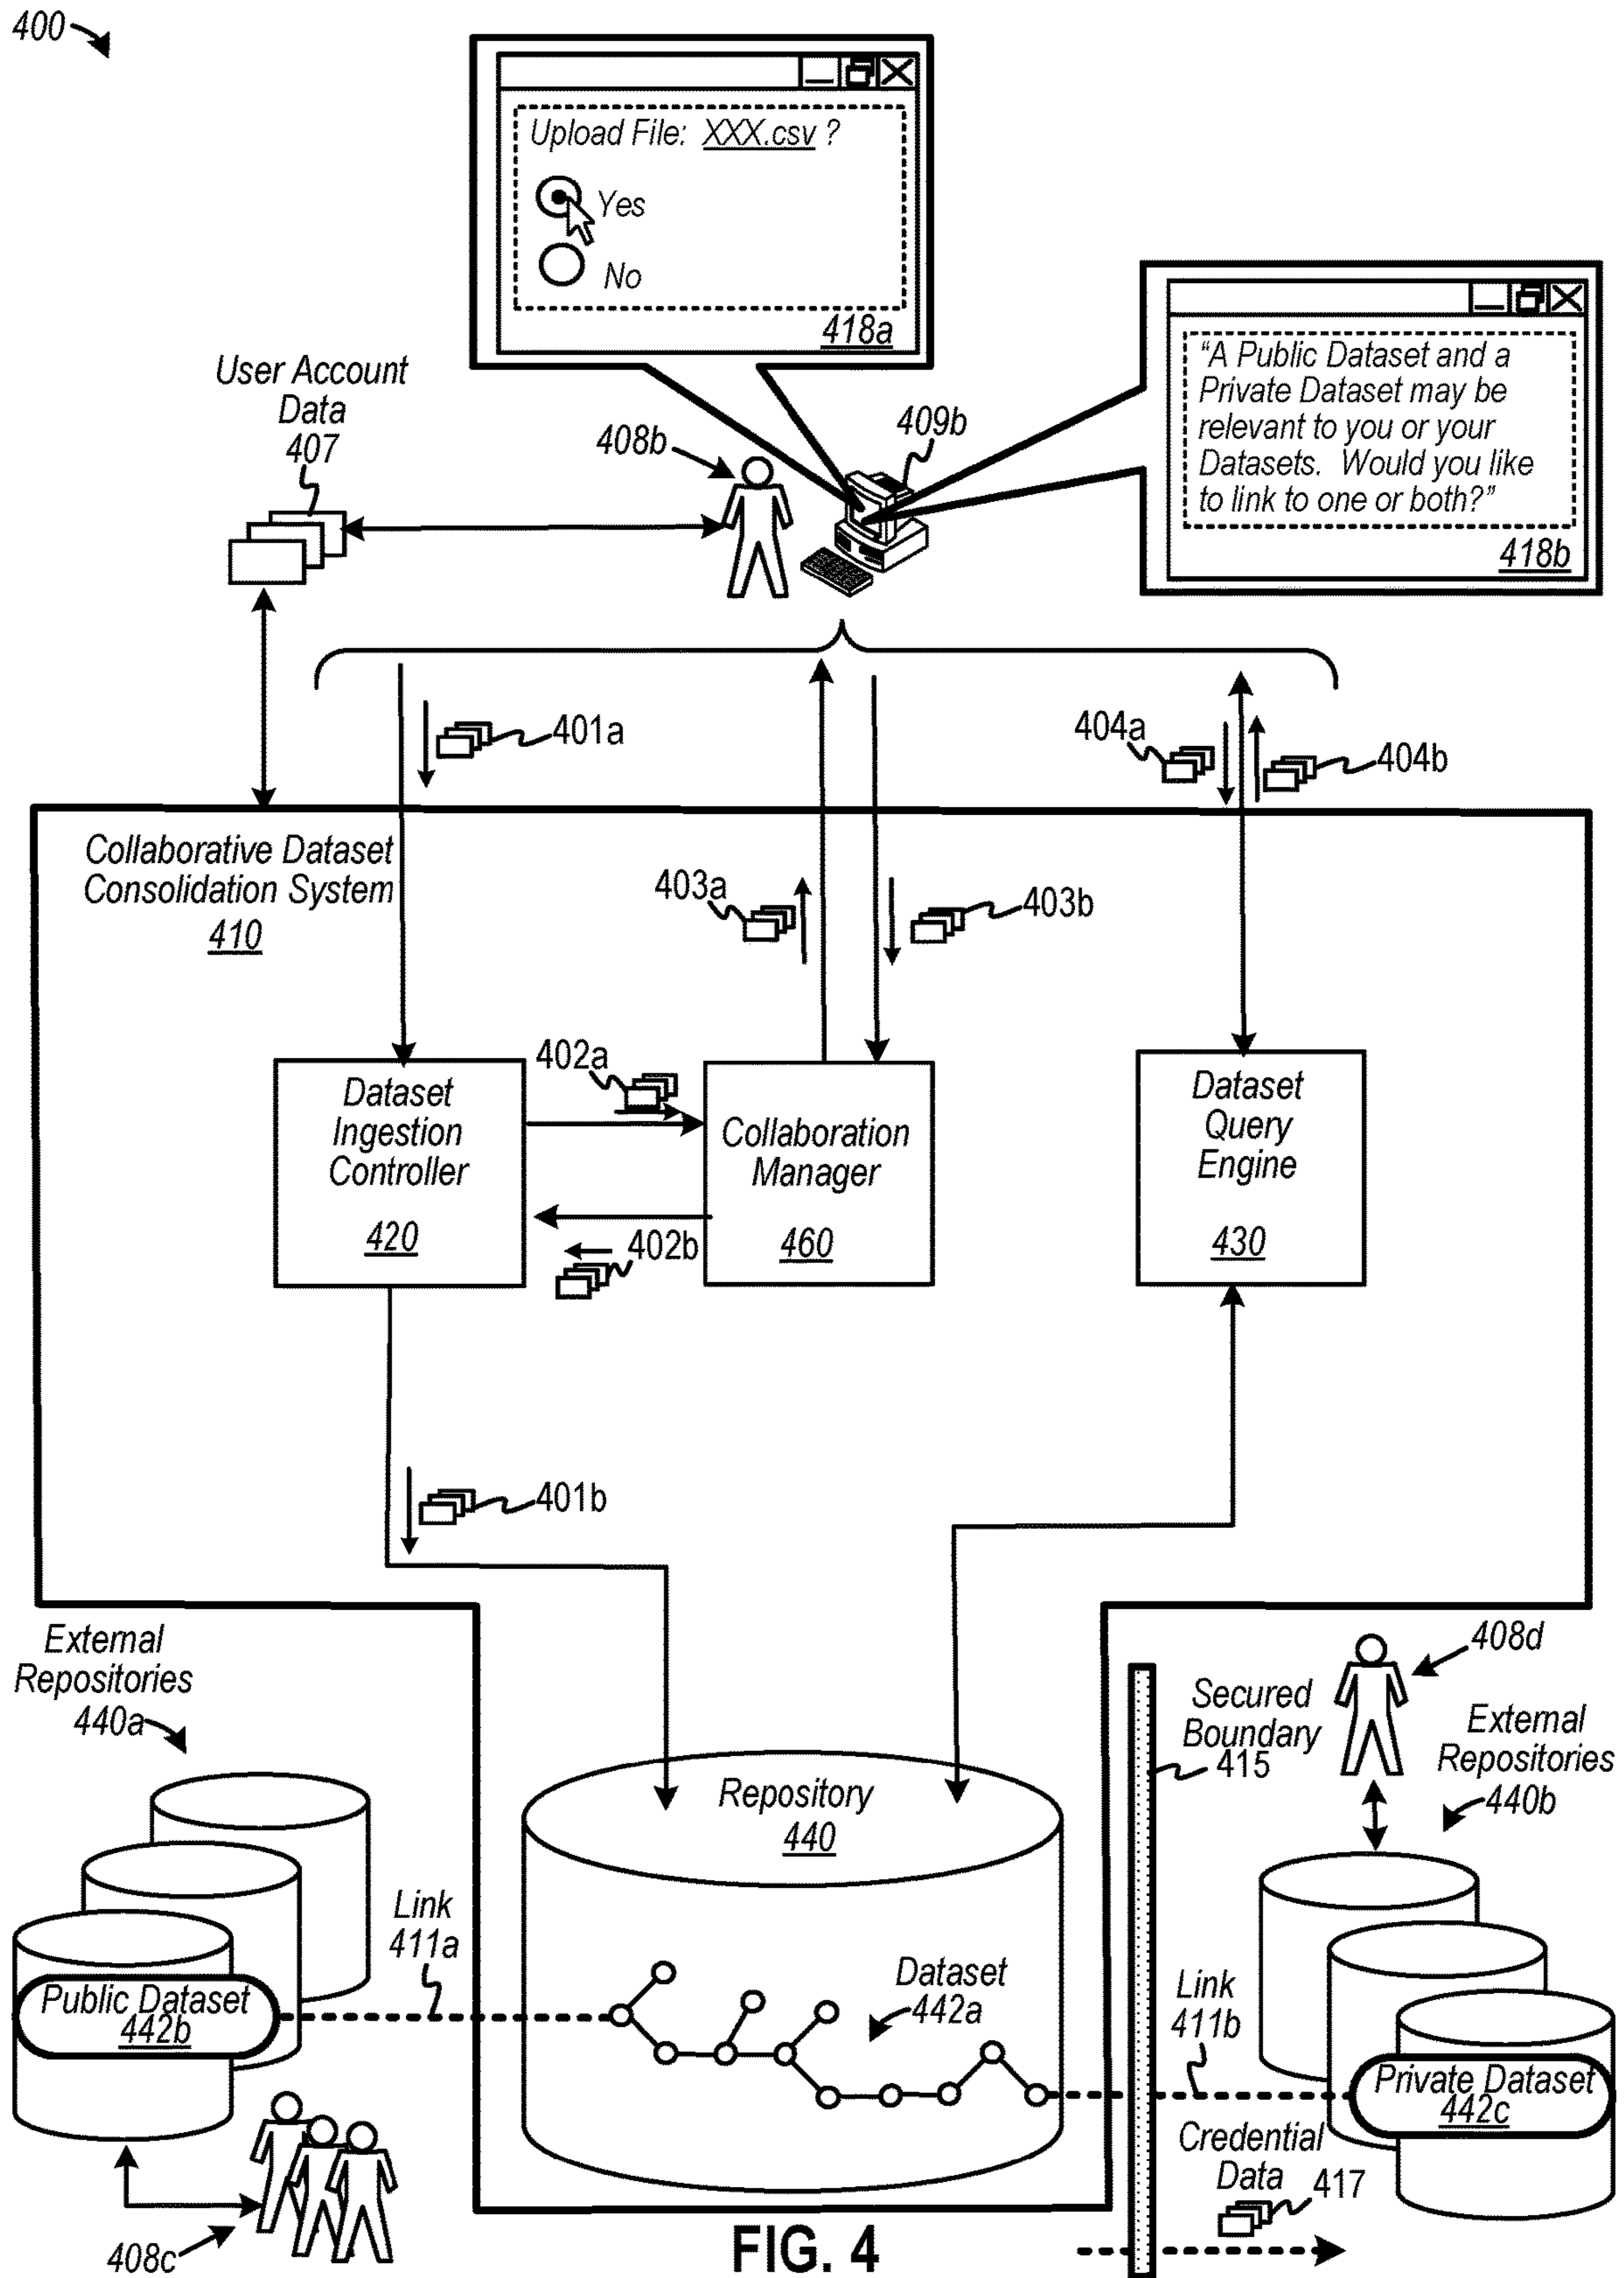 400
Upload File: XXX.csv ?
Yes
No
418a
"A Public Dataset and a
Private Dataset may be
relevant to you or your
Datasets. Would you like
to link to one or both?"
418b
User Account
Data
407
408b
409b
401a
404a
404b
Collaborative Dataset
Consolidation System
410
403a
403b
402a
Dataset
Ingestion
Controller
420
Collaboration
Manager
460
Dataset
Query
Engine
430
402b
401b
External
Repositories
440a
408d
Secured
Boundary
415
External
Repositories
440b
Repository
440
Link
411a
Dataset
442a
Link
411b
Public Dataset
442b
Private Dataset
442c
Credential
Data
417
408c
FIG. 4